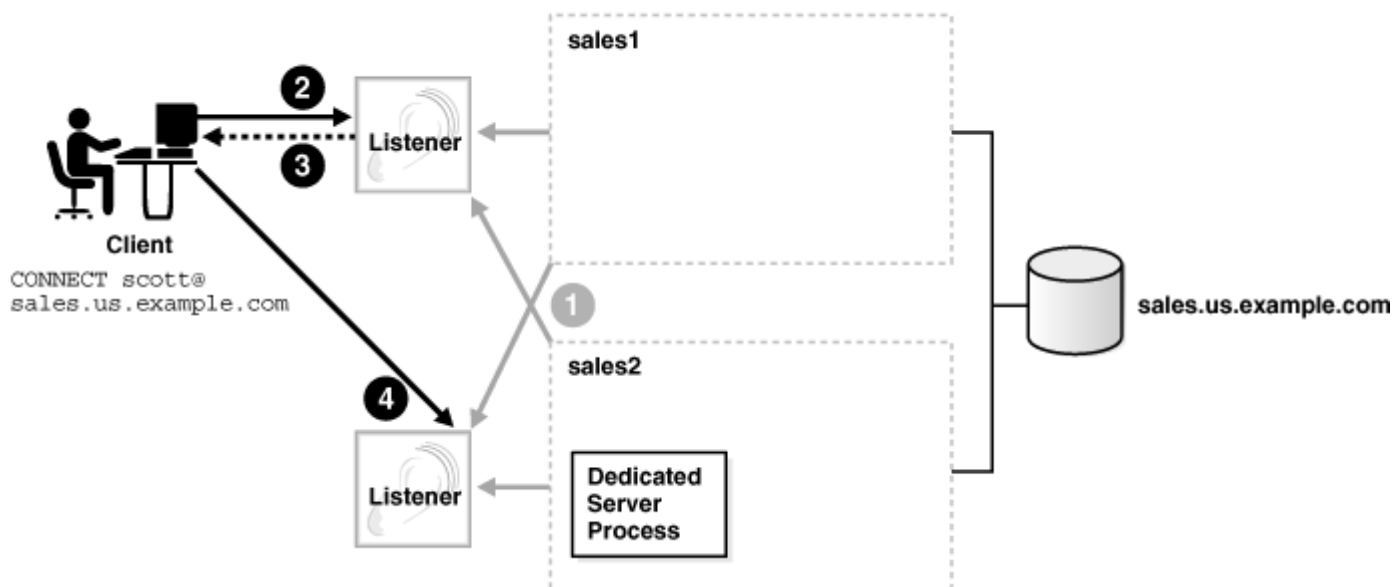 sales1
2
Listener
3
Client
CONNECT scott@
sales.us.example.com
1
sales.us.example.com
sales2
4
Listener
Dedicated
Server
Process